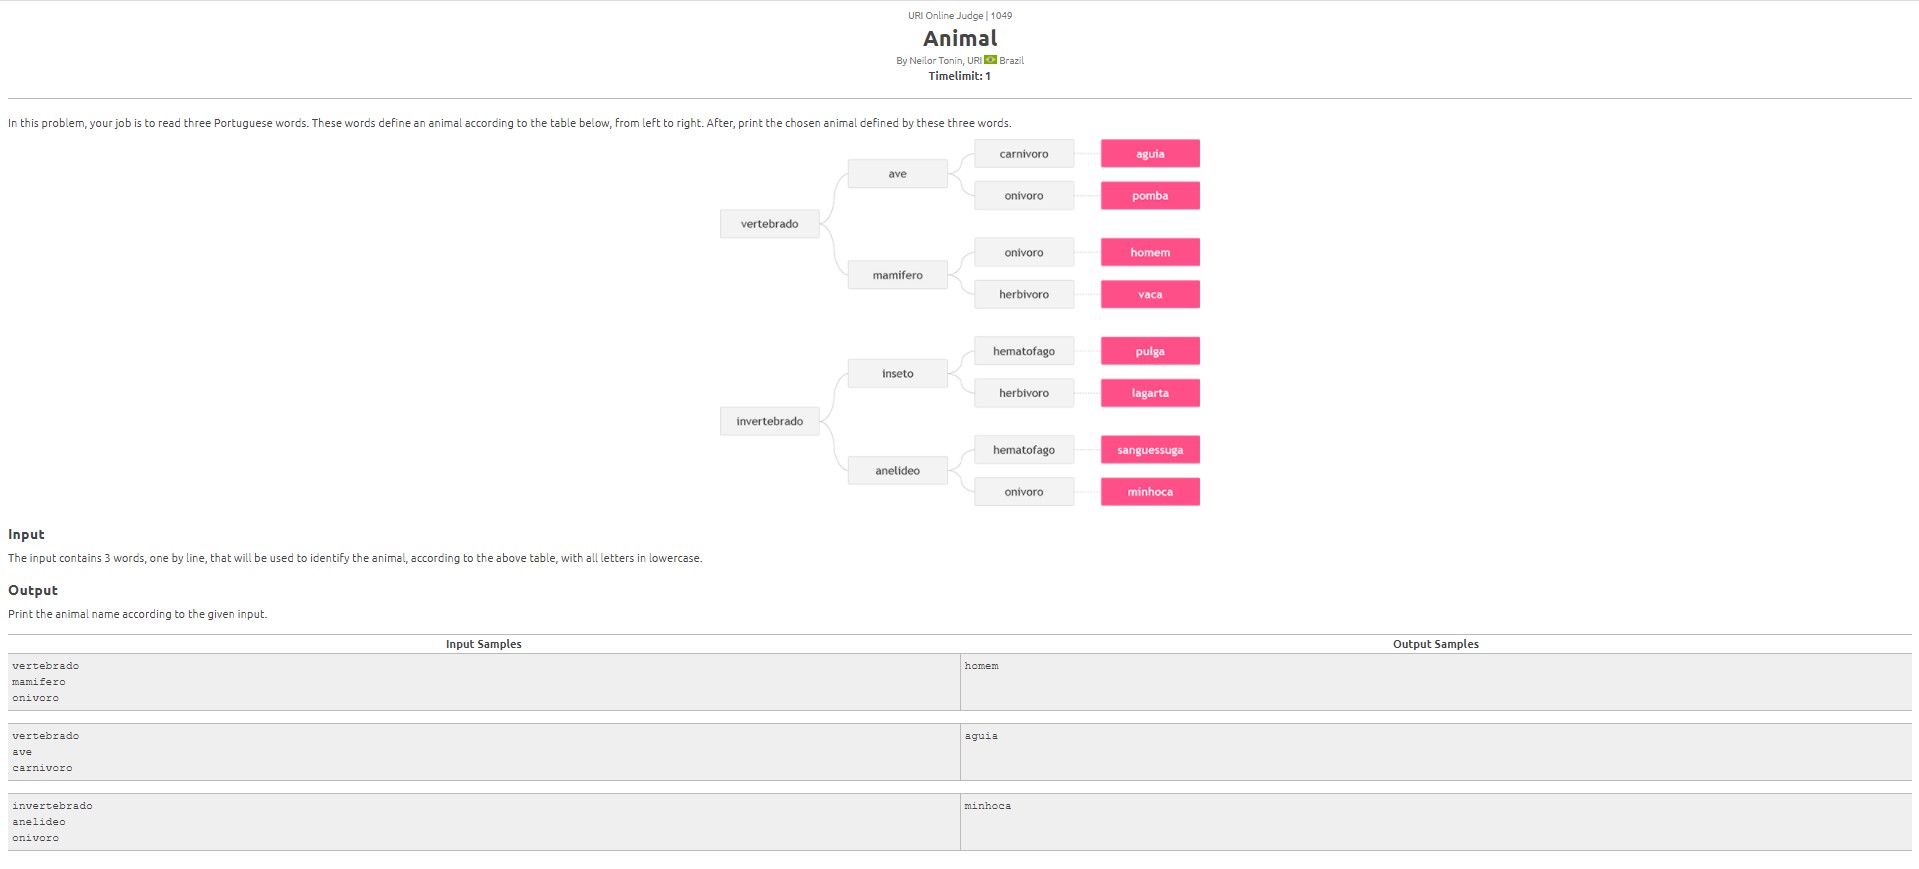 URI Online Judge | 1049
Animal
By Neilor Tonin, URI Brazil
Timelimit: 1
In this problem, your job is to read three Portuguese words. These words define an animal according to the table below, from left to right. After, print the chosen animal defined by these three words.
vertebrado
ave
carnivoro
aguia
onivoro
pomba
mamifero
onivoro
homem
herbivoro
vaca
invertebrado
inseto
hematofago
pulga
herbivoro
lagarta
anelideo
hematofago
sanguessuga
onivoro
minhoca
Input
The input contains 3 words, one by line, that will be used to identify the animal, according to the above table, with all letters in lowercase.
Output
Print the animal name according to the given input.
Input Samples
Output Samples
vertebrado
mamifero
onivoro
homem
vertebrado
ave
carnivoro
aguia
invertebrado
anelideo
onivoro
minhoca